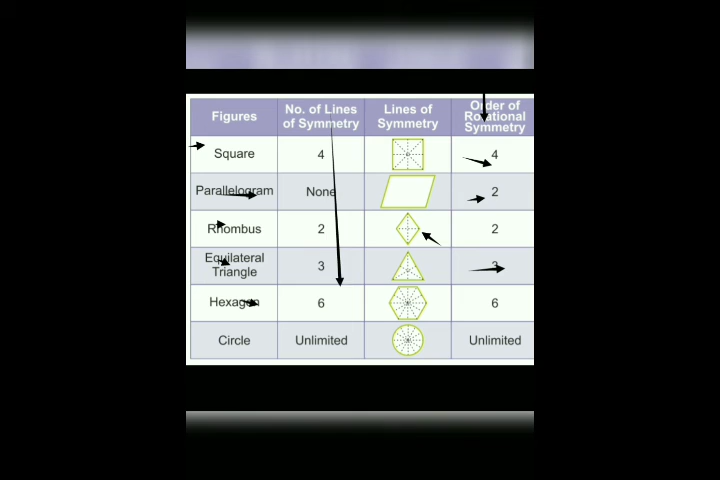 Figures
No. of Lines
of Symmetry
Lines of
Symmetry
Order of
Rotational
Symmetry
Square
4
4
Parallelogram
None
2
Rhombus
2
2
Equilateral
Triangle
3
3
Hexagon
6
6
Circle
Unlimited
Unlimited